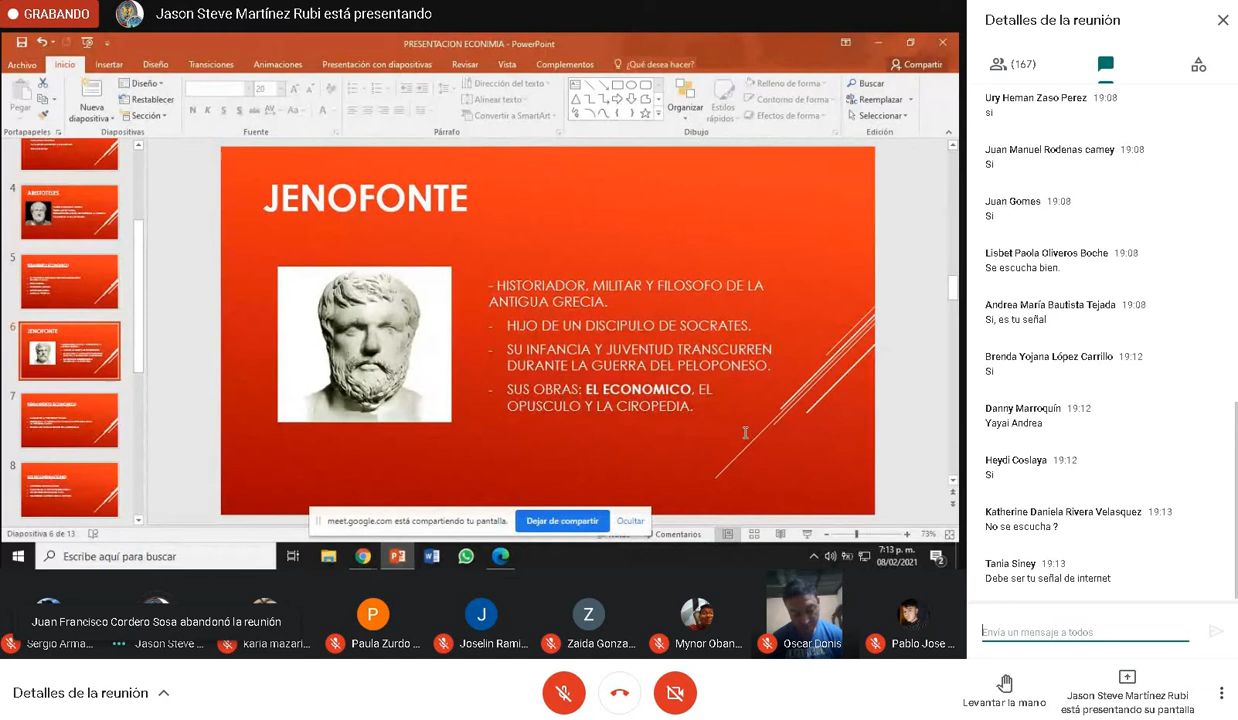 GRABANDO
Jason Steve Martínez Rubi está presentando
PRESENTACION ECONIMIA - PowerPoint
Archivo Inicio Insertar Diseño Transiciones Animaciones Presentación con diapositivas Revisar Vista Complementos ¿Qué desea hacer? Compartir
Pegar
Nueva diapositiva
Diseño
Restablecer
Sección
20
N K S
Dirección del texto
Alinear texto
Convertir a SmartArt
Organizar
Estilos rápidos
Relleno de forma
Contorno de forma
Efectos de forma
Buscar
Reemplazar
Seleccionar
Portapapeles Diapositivas Fuente Párrafo Dibujo Edición
4
ARISTOTELES
5
6
JENOFONTE
7
8
JENOFONTE
- HISTORIADOR, MILITAR Y FILOSOFO DE LA
ANTIGUA GRECIA.
- HIJO DE UN DISCIPULO DE SOCRATES.
- SU INFANCIA Y JUVENTUD TRANSCURREN
DURANTE LA GUERRA DEL PELOPONESO.
- SUS OBRAS: EL ECONOMICO, EL
OPUSCULO Y LA CIROPEDIA.
meet.google.com está compartiendo tu pantalla. Dejar de compartir Ocultar
Diapositiva 6 de 13
Comentarios
73%
Escribe aquí para buscar
7:13 p. m.
08/02/2021
2
Juan Francisco Cordero Sosa abandonó la reunión
P J Z
Sergio Arma... Jason Steve ... karla mazari... Paula Zurdo ... Joselin Rami... Zaida Gonza... Mynor Oban... Oscar Donis Pablo Jose ...
Detalles de la reunión
Detalles de la reunión
(167)
Ury Heman Zaso Perez 19:08
si
Juan Manuel Rodenas camey 19:08
Si
Juan Gomes 19:08
Si
Lisbet Paola Oliveros Boche 19:08
Se escucha bien.
Andrea María Bautista Tejada 19:08
Si, es tu señal
Brenda Yojana López Carrillo 19:12
Si
Danny Marroquín 19:12
Yayai Andrea
Heydi Coslaya 19:12
Si
Katherine Daniela Rivera Velasquez 19:13
No se escucha ?
Tania Siney 19:13
Debe ser tu señal de internet
Envía un mensaje a todos
Levantar la mano
Jason Steve Martínez Rubi
está presentando su pantalla